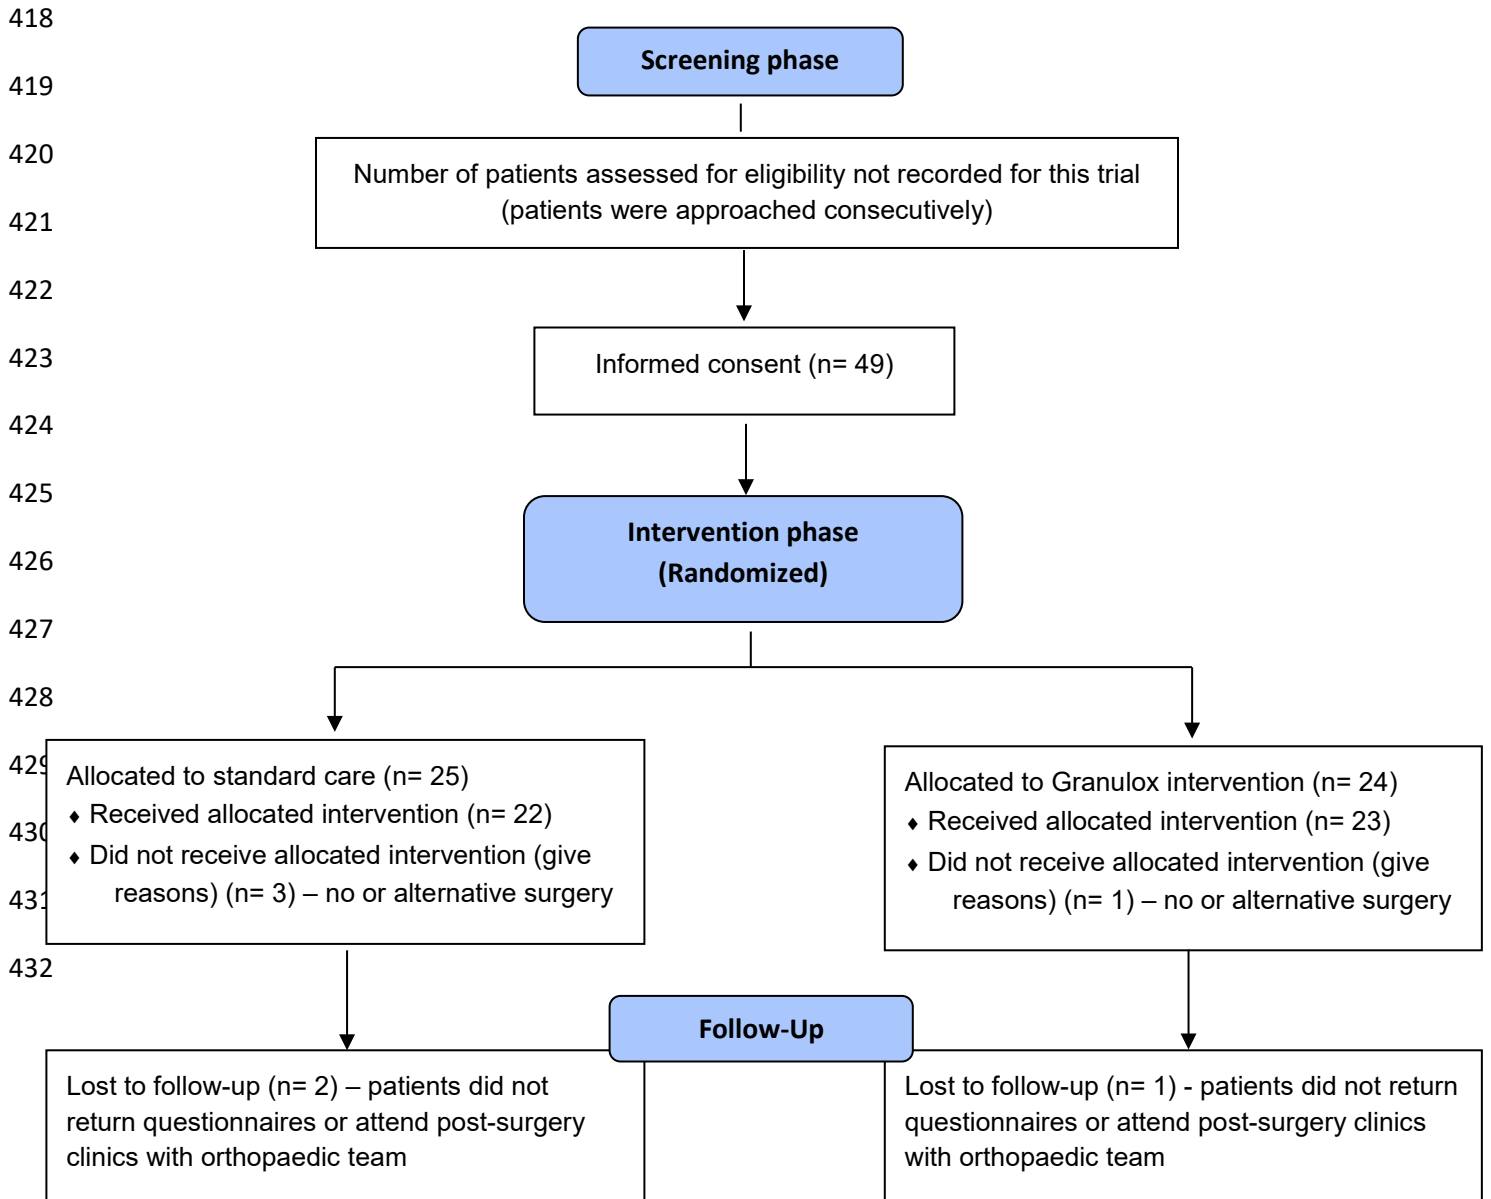 418
Screening phase
419
420
Number of patients assessed for eligibility not recorded for this trial
(patients were approached consecutively)
421
422
423
Informed consent (n= 49)
424
425
Intervention phase
426
(Randomized)
427
428
429
Allocated to standard care (n= 25)
♦ Received allocated intervention (n= 22)
430
♦ Did not receive allocated intervention (give
reasons) (n= 3) – no or alternative surgery
431
Allocated to Granulox intervention (n= 24)
♦ Received allocated intervention (n= 23)
♦ Did not receive allocated intervention (give
reasons) (n= 1) – no or alternative surgery
432
Follow-Up
Lost to follow-up (n= 2) – patients did not
return questionnaires or attend post-surgery
clinics with orthopaedic team
Lost to follow-up (n= 1) - patients did not return
questionnaires or attend post-surgery clinics
with orthopaedic team